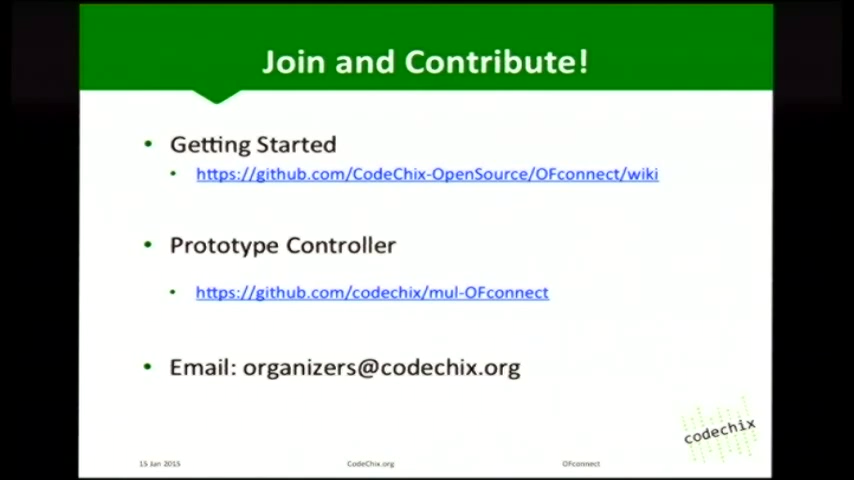 Join and Contribute!
• Getting Started
• https://github.com/CodeChix-OpenSource/OFconnect/wiki
• Prototype Controller
• https://github.com/codechix/mul-OFconnect
• Email: organizers@codechix.org
codechix
15 Jan 2015
CodeChix.org
OFconnect